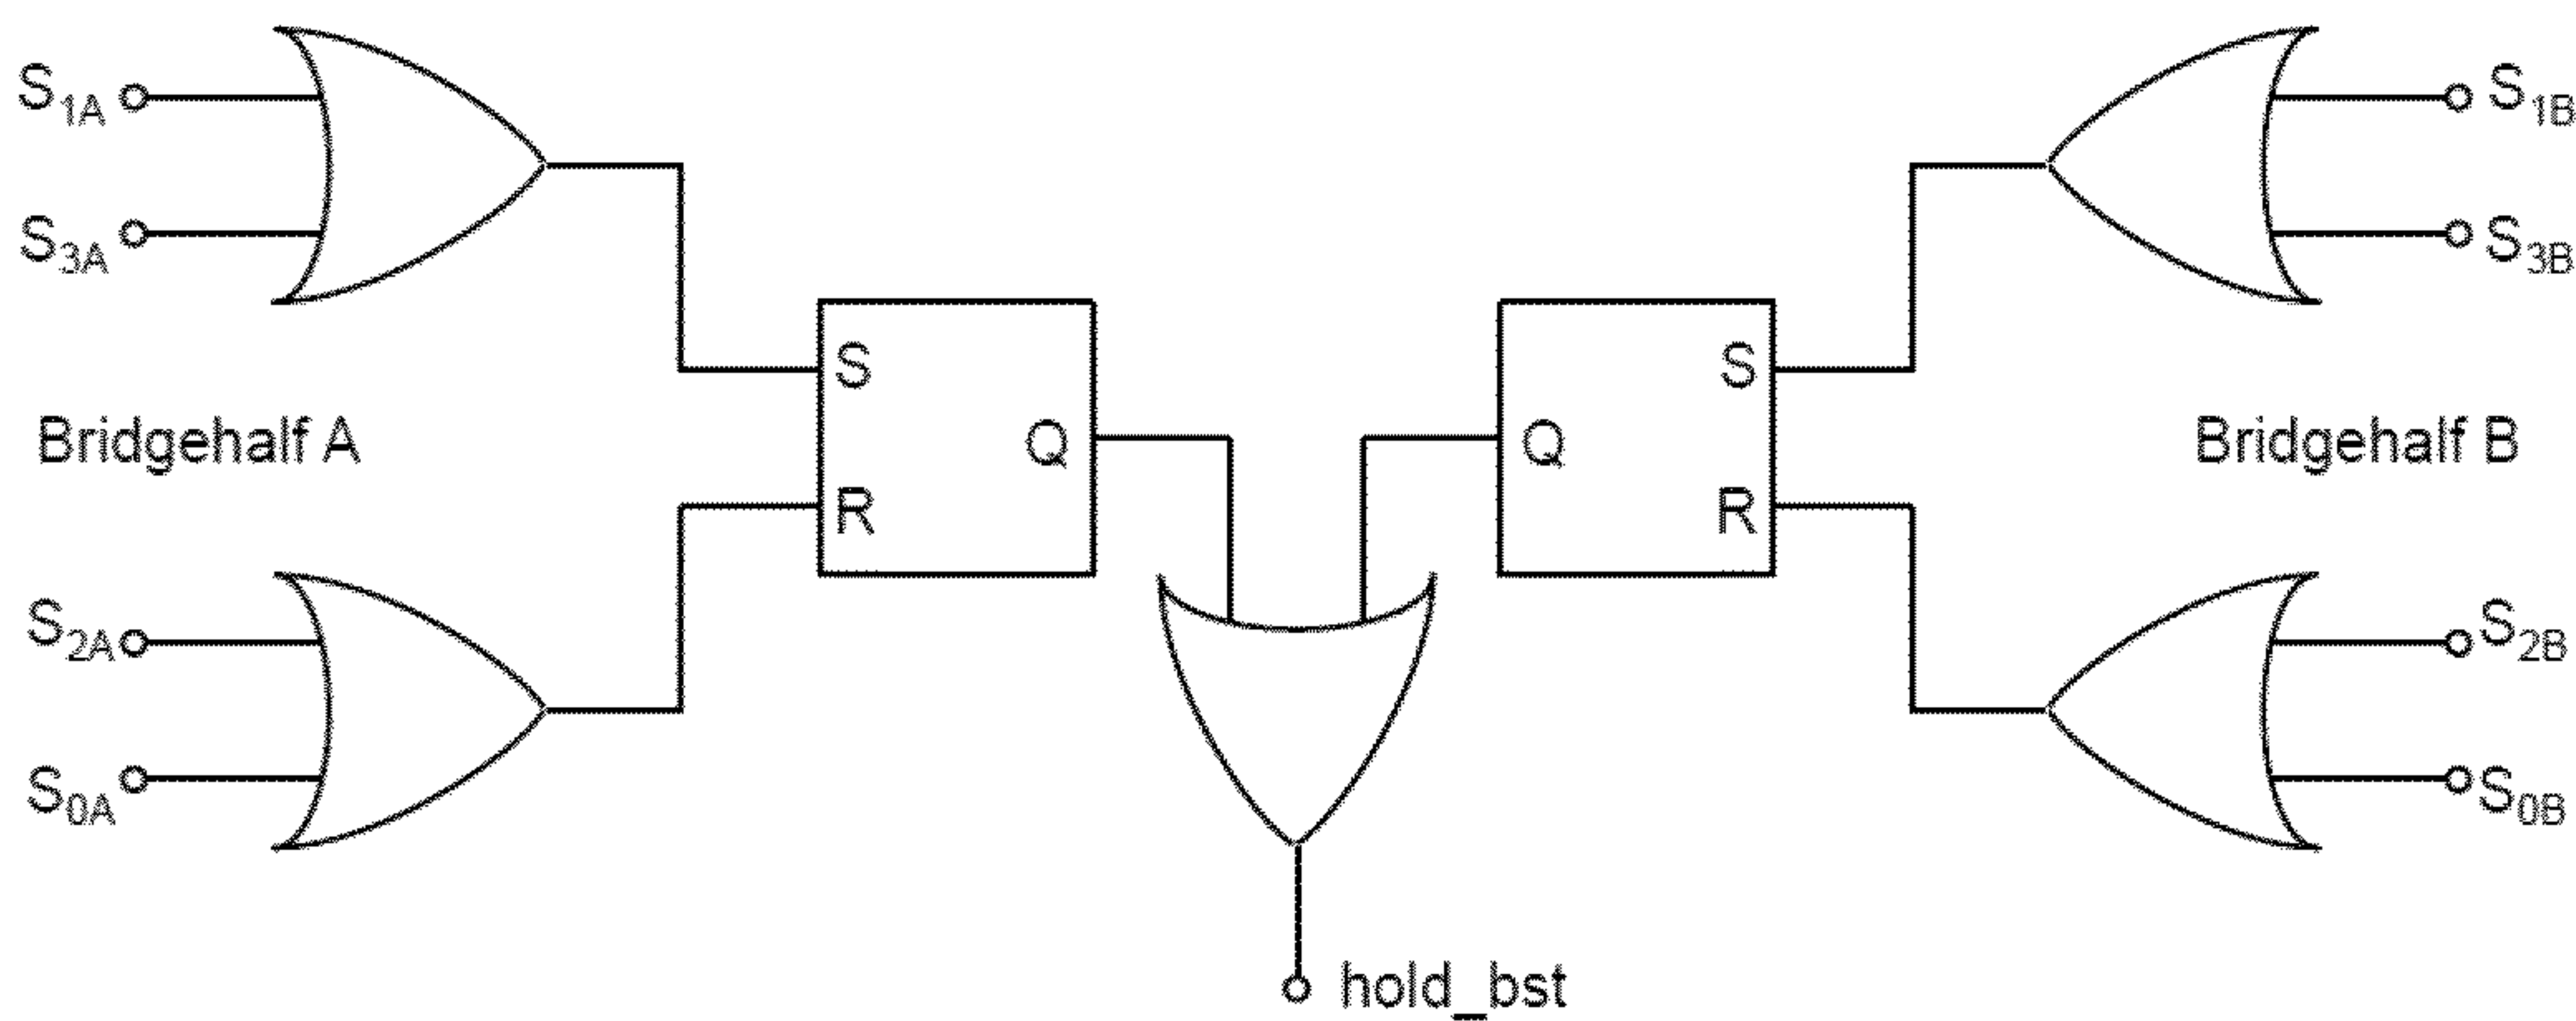 S1A
S1B
S3A
S3B
S
S
Bridgehalf A
Q
Q
Bridgehalf B
R
R
S2A
S2B
S0A
S0B
hold_bst